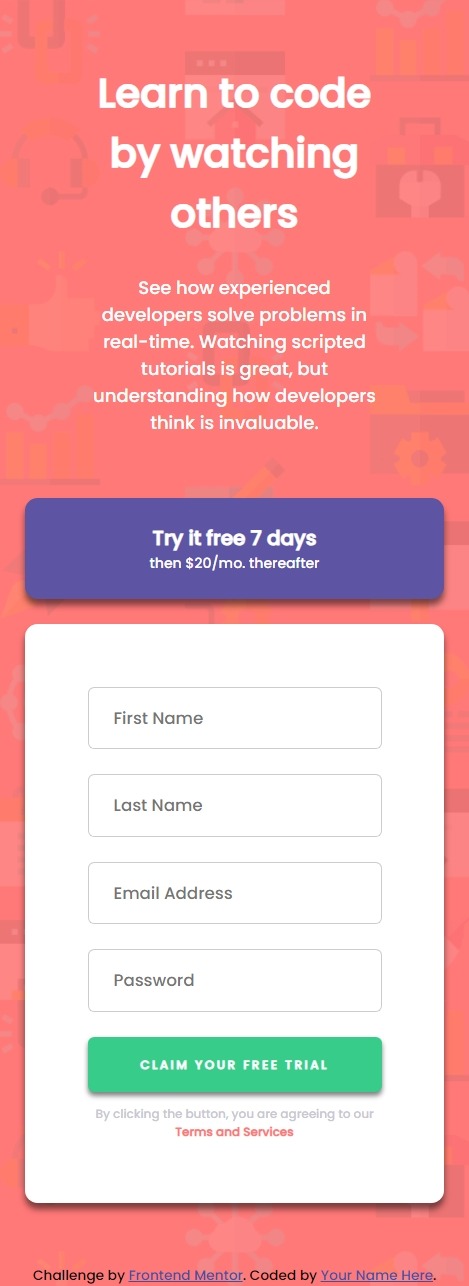 Learn to code
by watching
others
See how experienced
developers solve problems in
real-time. Watching scripted
tutorials is great, but
understanding how developers
think is invaluable.
Try it free 7 days
then $20/mo. thereafter
First Name
Last Name
Email Address
Password
CLAIM YOUR FREE TRIAL
By clicking the button, you are agreeing to our
Terms and Services
Challenge by Frontend Mentor. Coded by Your Name Here.